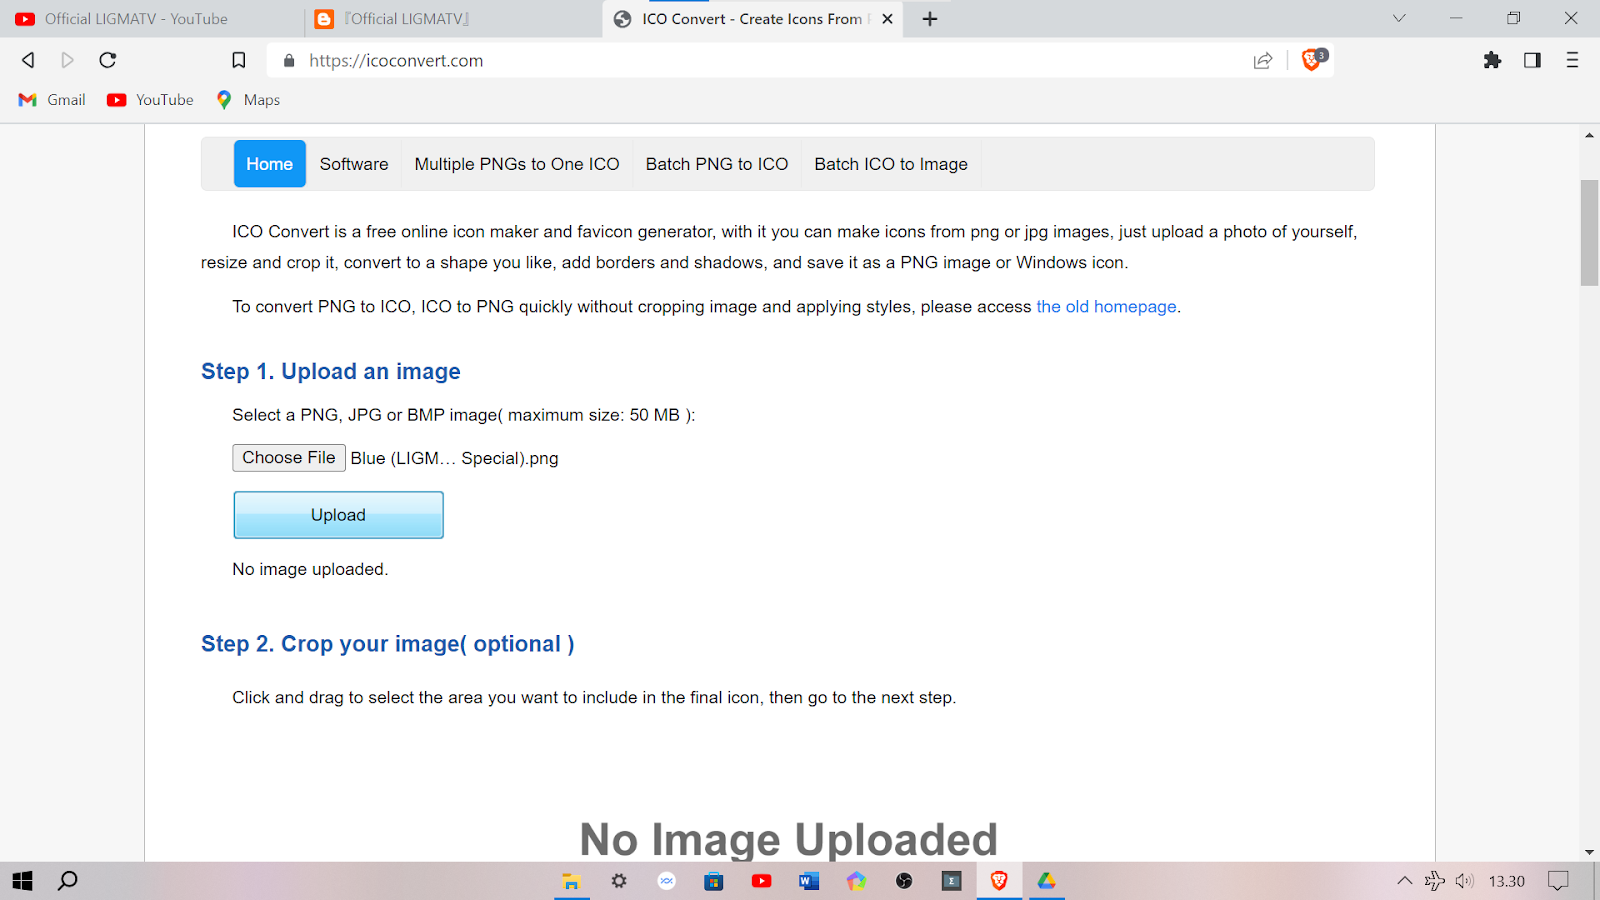 Official LIGMATV - YouTube
『Official LIGMATV』
ICO Convert - Create Icons From
https://icoconvert.com
3
Gmail
YouTube
Maps
Home
Software
Multiple PNGs to One ICO
Batch PNG to ICO
Batch ICO to Image
ICO Convert is a free online icon maker and favicon generator, with it you can make icons from png or jpg images, just upload a photo of yourself,
resize and crop it, convert to a shape you like, add borders and shadows, and save it as a PNG image or Windows icon.
To convert PNG to ICO, ICO to PNG quickly without cropping image and applying styles, please access the old homepage.
Step 1. Upload an image
Select a PNG, JPG or BMP image( maximum size: 50 MB ):
Choose File Blue (LIGM… Special).png
Upload
No image uploaded.
Step 2. Crop your image( optional )
Click and drag to select the area you want to include in the final icon, then go to the next step.
No Image Uploaded
13.30